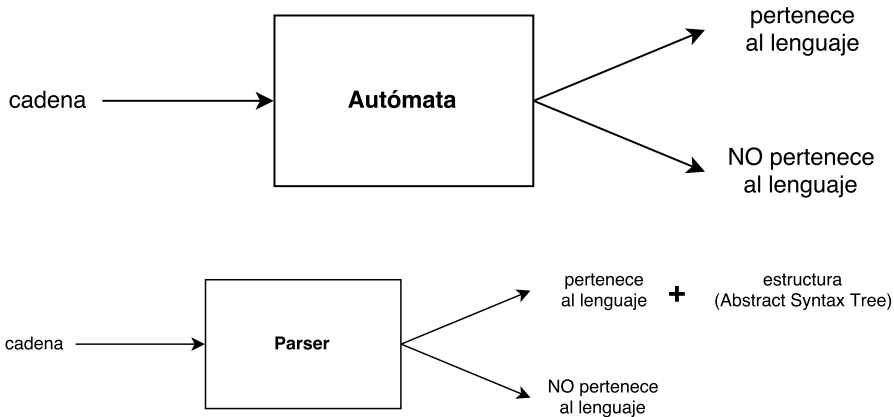 cadena
Autómata
pertenece
al lenguaje
NO pertenece
al lenguaje
cadena
Parser
pertenece
al lenguaje
+
estructura
(Abstract Syntax Tree)
NO pertenece
al lenguaje